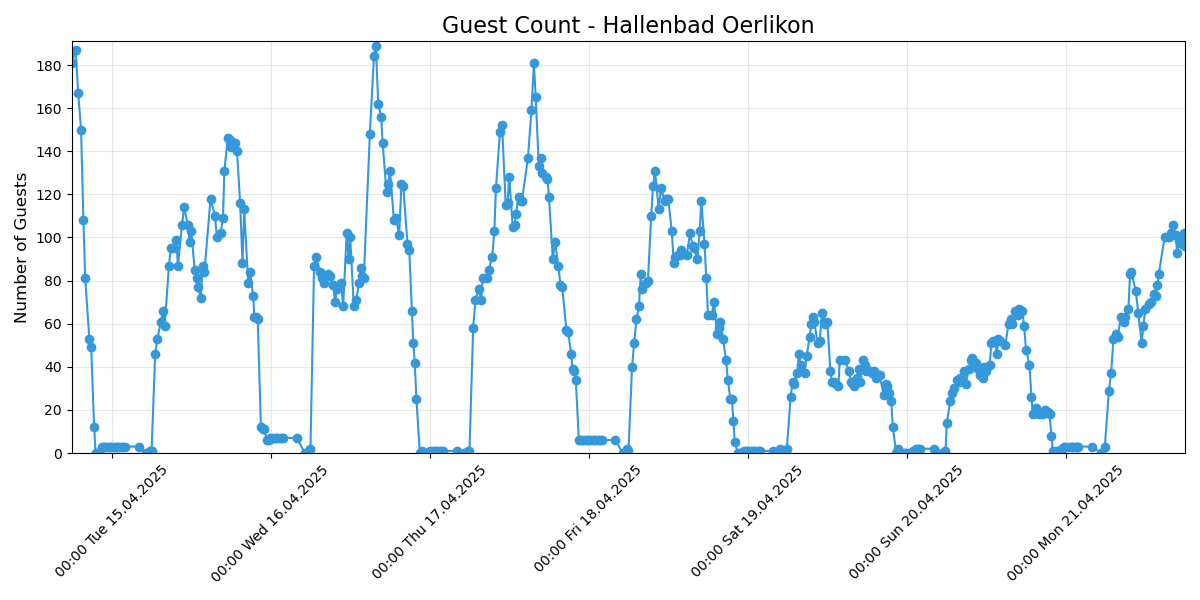 Guest Count - Hallenbad Oerlikon
Number of Guests
180
160
140
120
100
80
60
40
20
0
00:00 Tue 15.04.2025
00:00 Wed 16.04.2025
00:00 Thu 17.04.2025
00:00 Fri 18.04.2025
00:00 Sat 19.04.2025
00:00 Sun 20.04.2025
00:00 Mon 21.04.2025